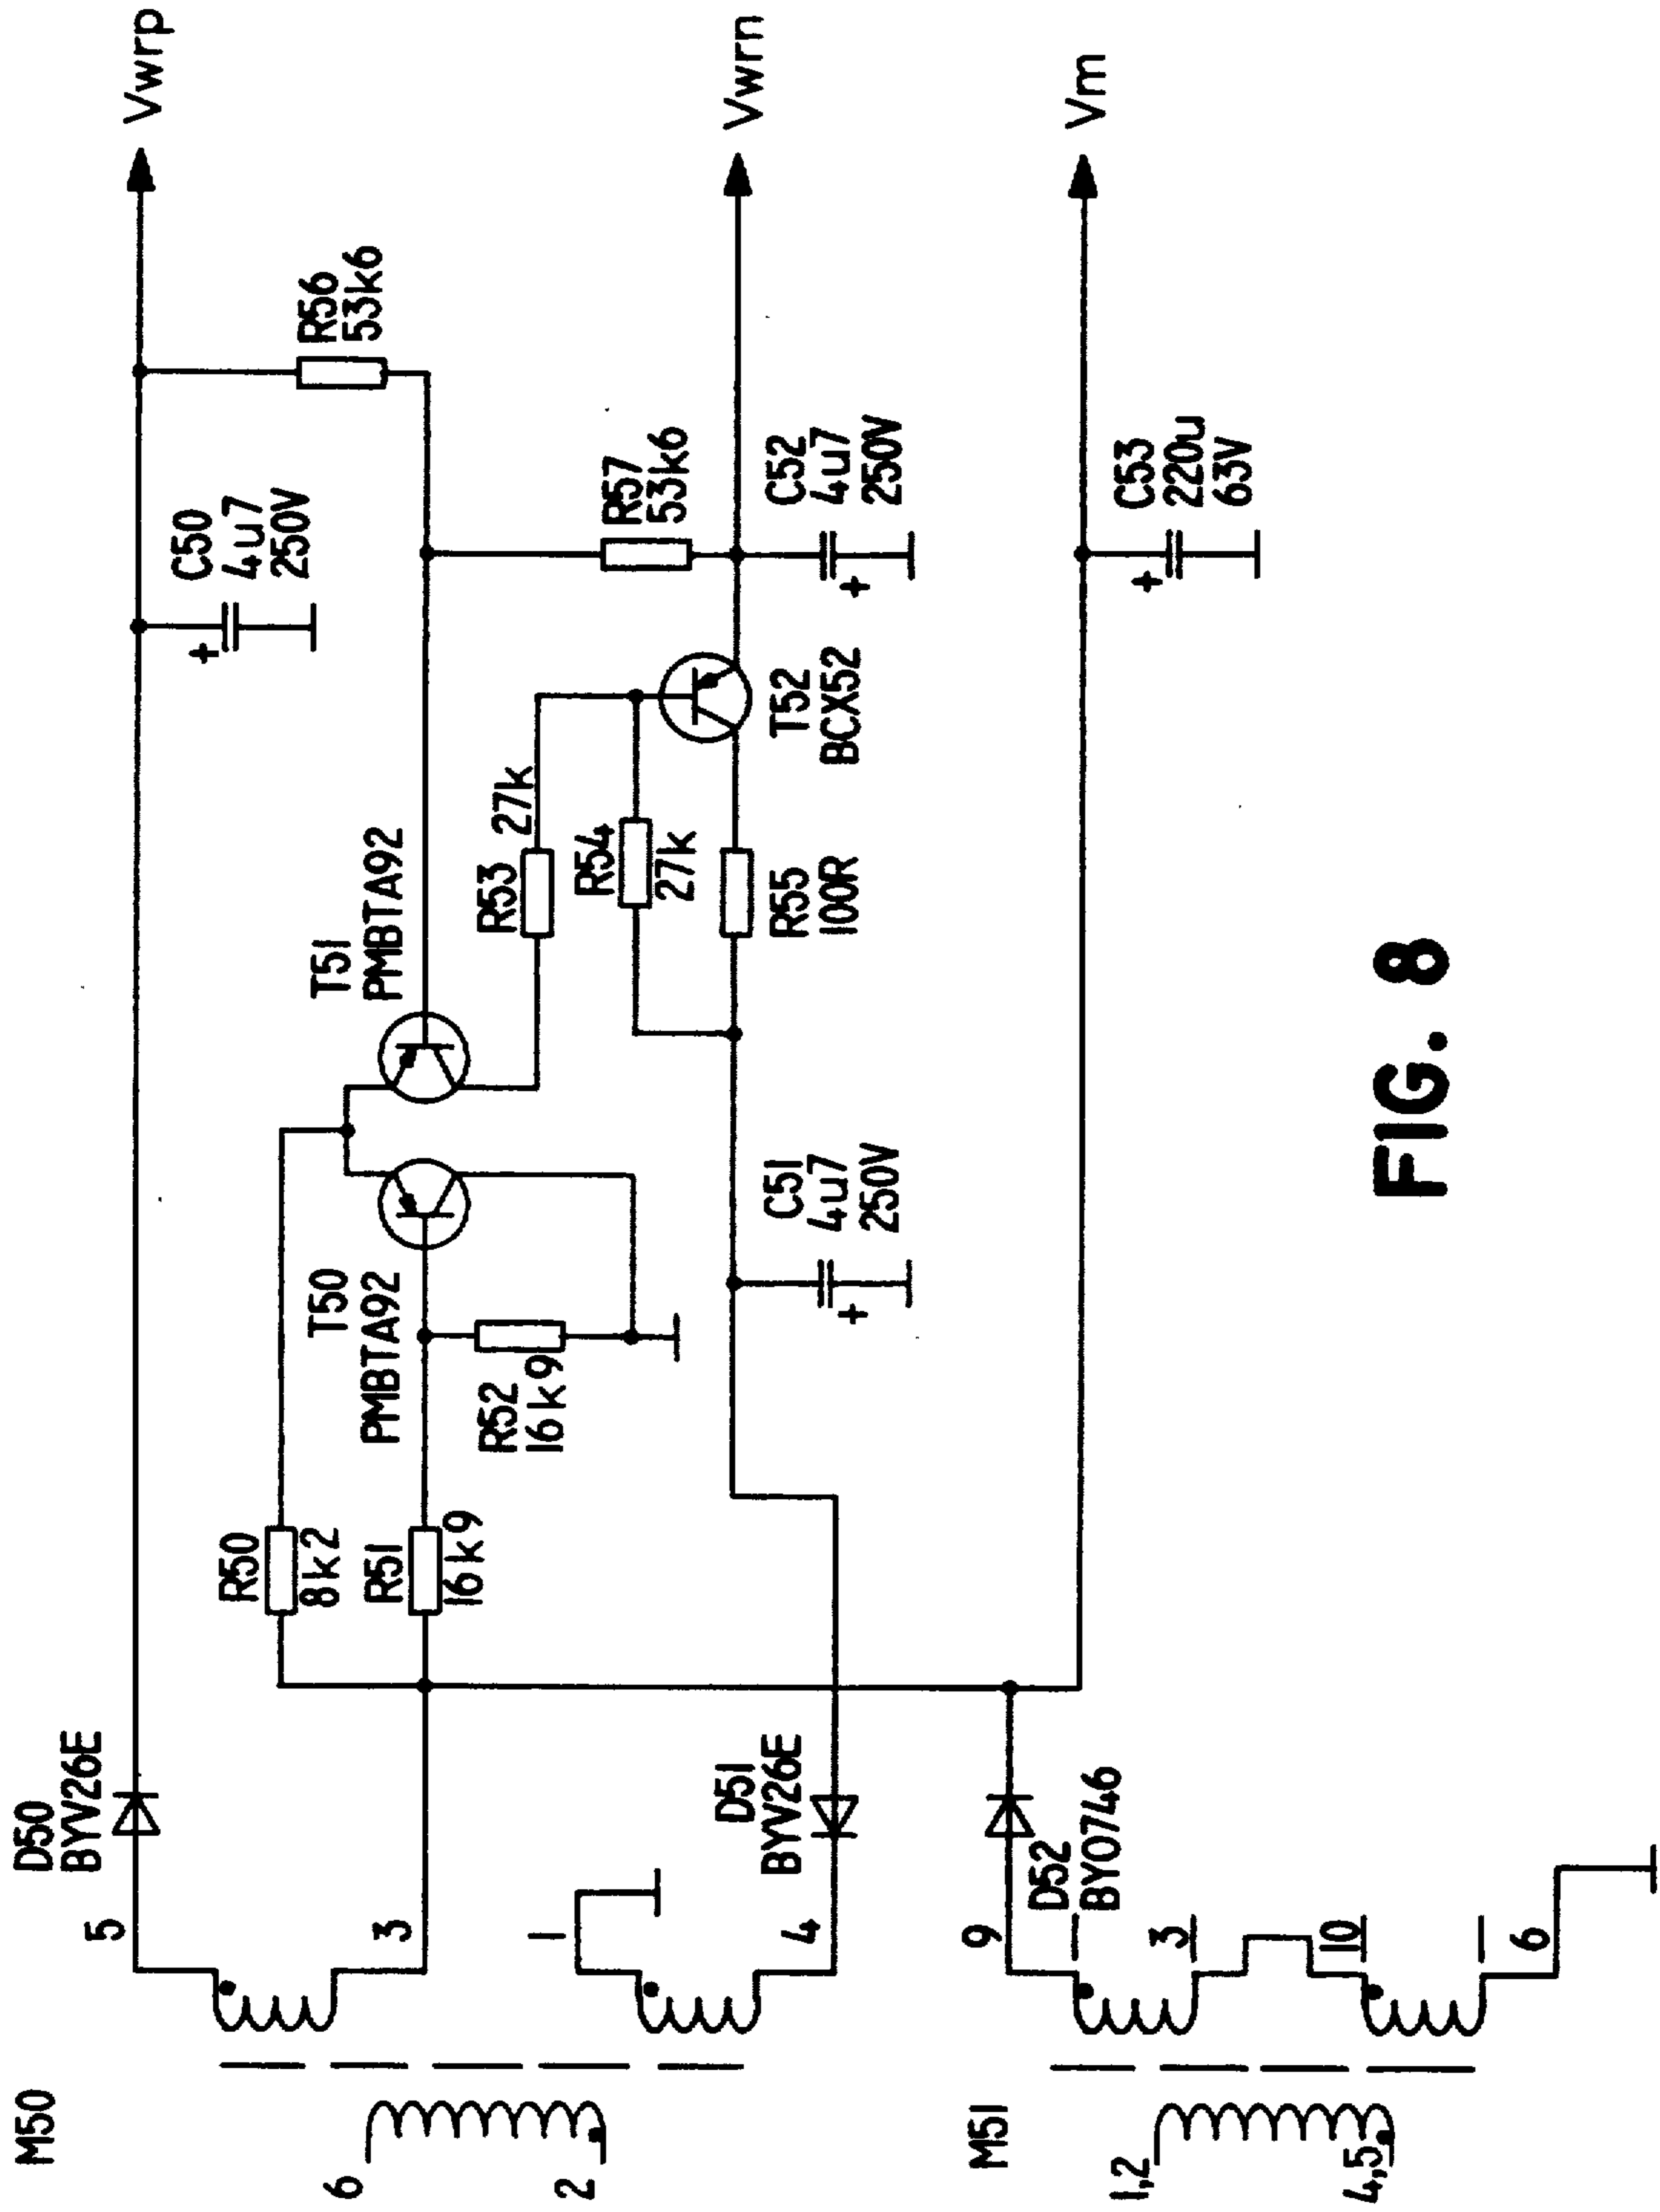 M50
6
2
5
3
1
4
D50
BYV26E
R50
8k2
R51
16k9
T50
PMBTA92
R52
16k9
T51
PMBTA92
R53 27k
R54
27k
R55
100R
C50
4u7
250V
R56
53k6
R57
53k6
C51
4u7
250V
T52
BCX52
C52
4u7
250V
D51
BYV26E
M51
1,2
4,5
9
3
10
6
D52
BYO746
C53
220u
63V
+
+
+
+
Vwrp
Vwrn
Vm
FIG. 8